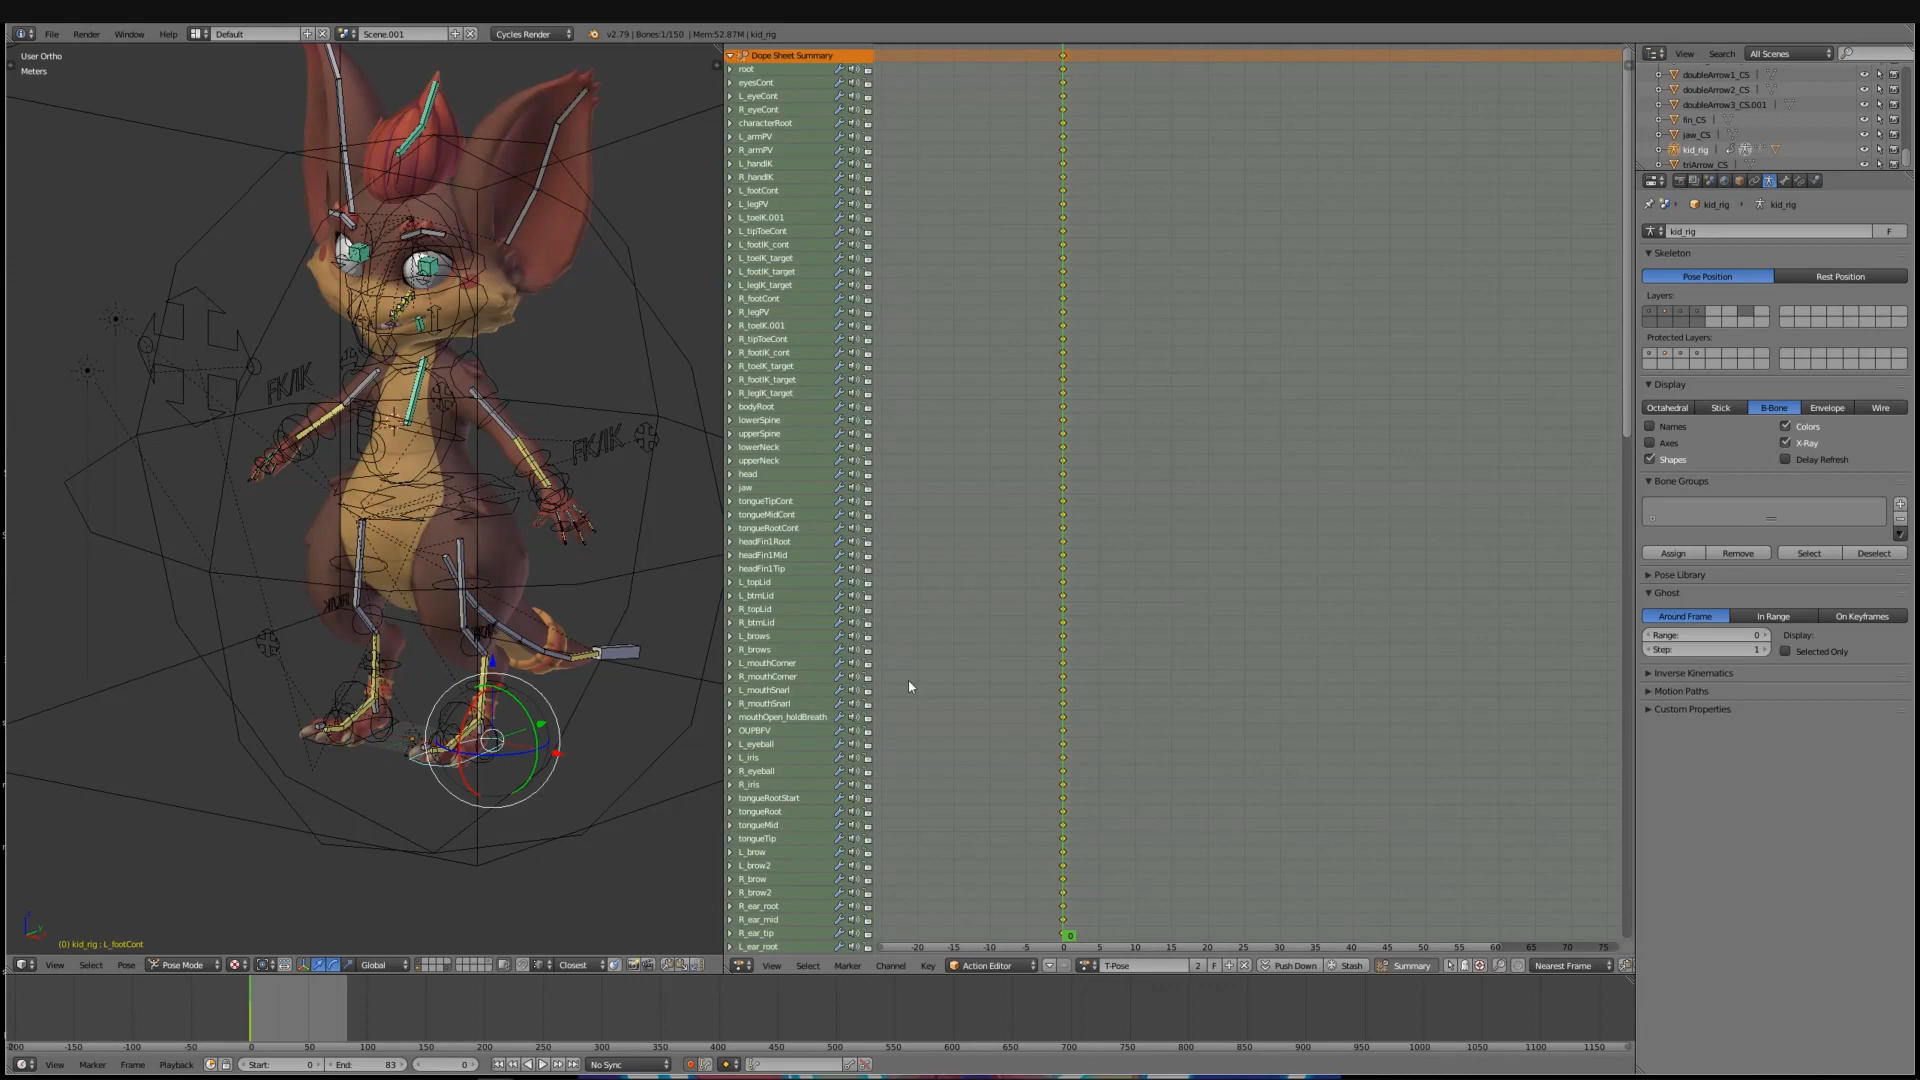 File Render Window Help Default Scene.001 Cycles Render v2.79 | Bones:1/150 | Mem:52.87M | kid_rig
User Ortho
Meters
FK/IK
FK/IK
(0) kid_rig : L_footCont
View Select Pose Pose Mode Global Closest
Dope Sheet Summary
root
eyesCont
L_eyeCont
R_eyeCont
characterRoot
L_armPV
R_armPV
L_handIK
R_handIK
L_footCont
L_legPV
L_toeIK.001
L_tipToeCont
L_footIK_cont
L_toeIK_target
L_footIK_target
L_legIK_target
R_footCont
R_legPV
R_toeIK.001
R_tipToeCont
R_footIK_cont
R_toeIK_target
R_footIK_target
R_legIK_target
bodyRoot
lowerSpine
upperSpine
lowerNeck
upperNeck
head
jaw
tongueTipCont
tongueMidCont
tongueRootCont
headFin1Root
headFin1Mid
headFin1Tip
L_topLid
L_btmLid
R_topLid
R_btmLid
L_brows
R_brows
L_mouthCorner
R_mouthCorner
L_mouthSnarl
R_mouthSnarl
mouthOpen_holdBreath
OUPBFV
L_eyeball
L_iris
R_eyeball
R_iris
tongueRootStart
tongueRoot
tongueMid
tongueTip
L_brow
L_brow2
R_brow
R_brow2
R_ear_root
R_ear_mid
R_ear_tip
L_ear_root
0
-20 -15 -10 -5 0 5 10 15 20 25 30 35 40 45 50 55 60 65 70 75
View Select Marker Channel Key Action Editor T-Pose 2 F Push Down Stash Summary Nearest Frame
View Search All Scenes
doubleArrow1_CS
doubleArrow2_CS
doubleArrow3_CS.001
fin_CS
jaw_CS
kid_rig
triArrow_CS
kid_rig kid_rig
kid_rig F
Skeleton
Pose Position Rest Position
Layers:
Protected Layers:
Display
Octahedral Stick B-Bone Envelope Wire
Names Colors
Axes X-Ray
Shapes Delay Refresh
Bone Groups
Assign Remove Select Deselect
Pose Library
Ghost
Around Frame In Range On Keyframes
Range: 0 Display:
Step: 1 Selected Only
Inverse Kinematics
Motion Paths
Custom Properties
-200 -150 -100 -50 0 50 100 150 200 250 300 350 400 450 500 550 600 650 700 750 800 850 900 950 1000 1050 1100 1150
View Marker Frame Playback Start: 0 End: 83 0 No Sync